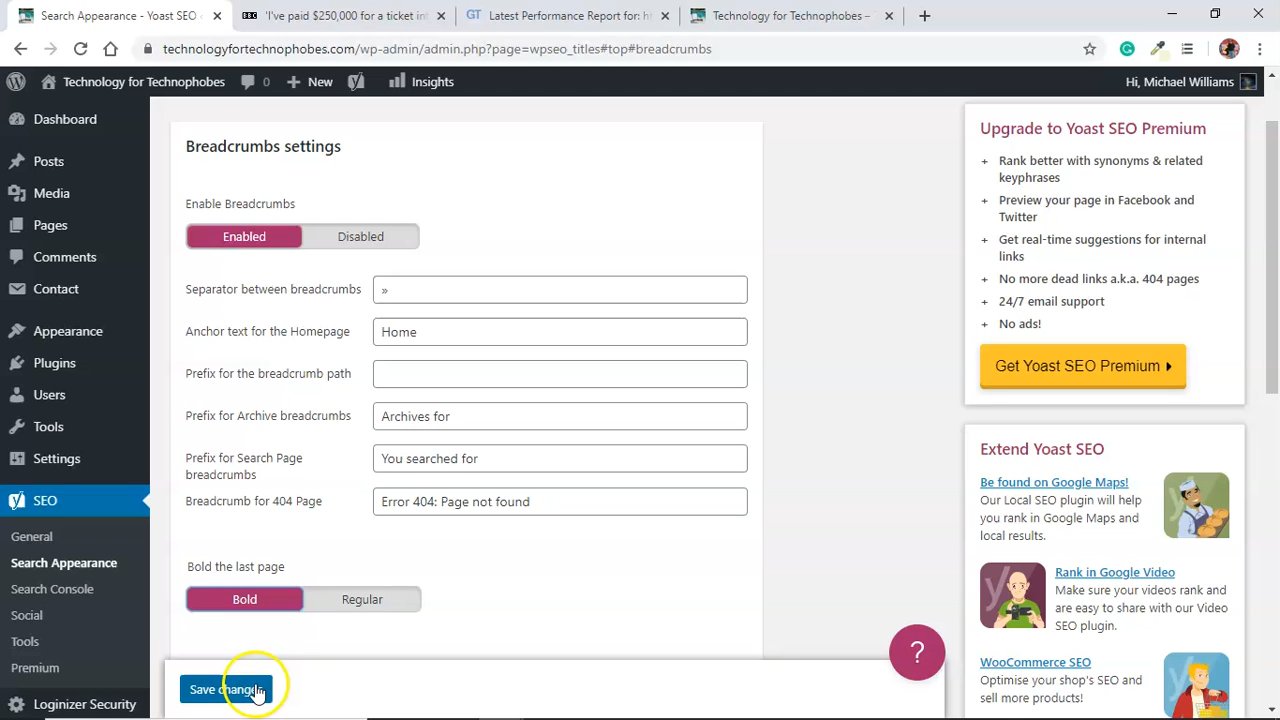 Search Appearance - Yoast SEO
'I've paid $250,000 for a ticket int
Latest Performance Report for: h
Technology for Technophobes –
technologyfortechnophobes.com/wp-admin/admin.php?page=wpseo_titles#top#breadcrumbs
Technology for Technophobes
0
New
Insights
Hi, Michael Williams
Dashboard
Posts
Media
Pages
Comments
Contact
Appearance
Plugins
Users
Tools
Settings
SEO
General
Search Appearance
Search Console
Social
Tools
Premium
Loginizer Security
Breadcrumbs settings
Enable Breadcrumbs
Enabled
Disabled
Separator between breadcrumbs
»
Anchor text for the Homepage
Home
Prefix for the breadcrumb path
Prefix for Archive breadcrumbs
Archives for
Prefix for Search Page
breadcrumbs
You searched for
Breadcrumb for 404 Page
Error 404: Page not found
Bold the last page
Bold
Regular
Save changes
?
Upgrade to Yoast SEO Premium
+ Rank better with synonyms & related
keyphrases
+ Preview your page in Facebook and
Twitter
+ Get real-time suggestions for internal
links
+ No more dead links a.k.a. 404 pages
+ 24/7 email support
+ No ads!
Get Yoast SEO Premium
Extend Yoast SEO
Be found on Google Maps!
Our Local SEO plugin will help
you rank in Google Maps and
local results.
Rank in Google Video
Make sure your videos rank and
are easy to share with our Video
SEO plugin.
WooCommerce SEO
Optimise your shop's SEO and
sell more products!